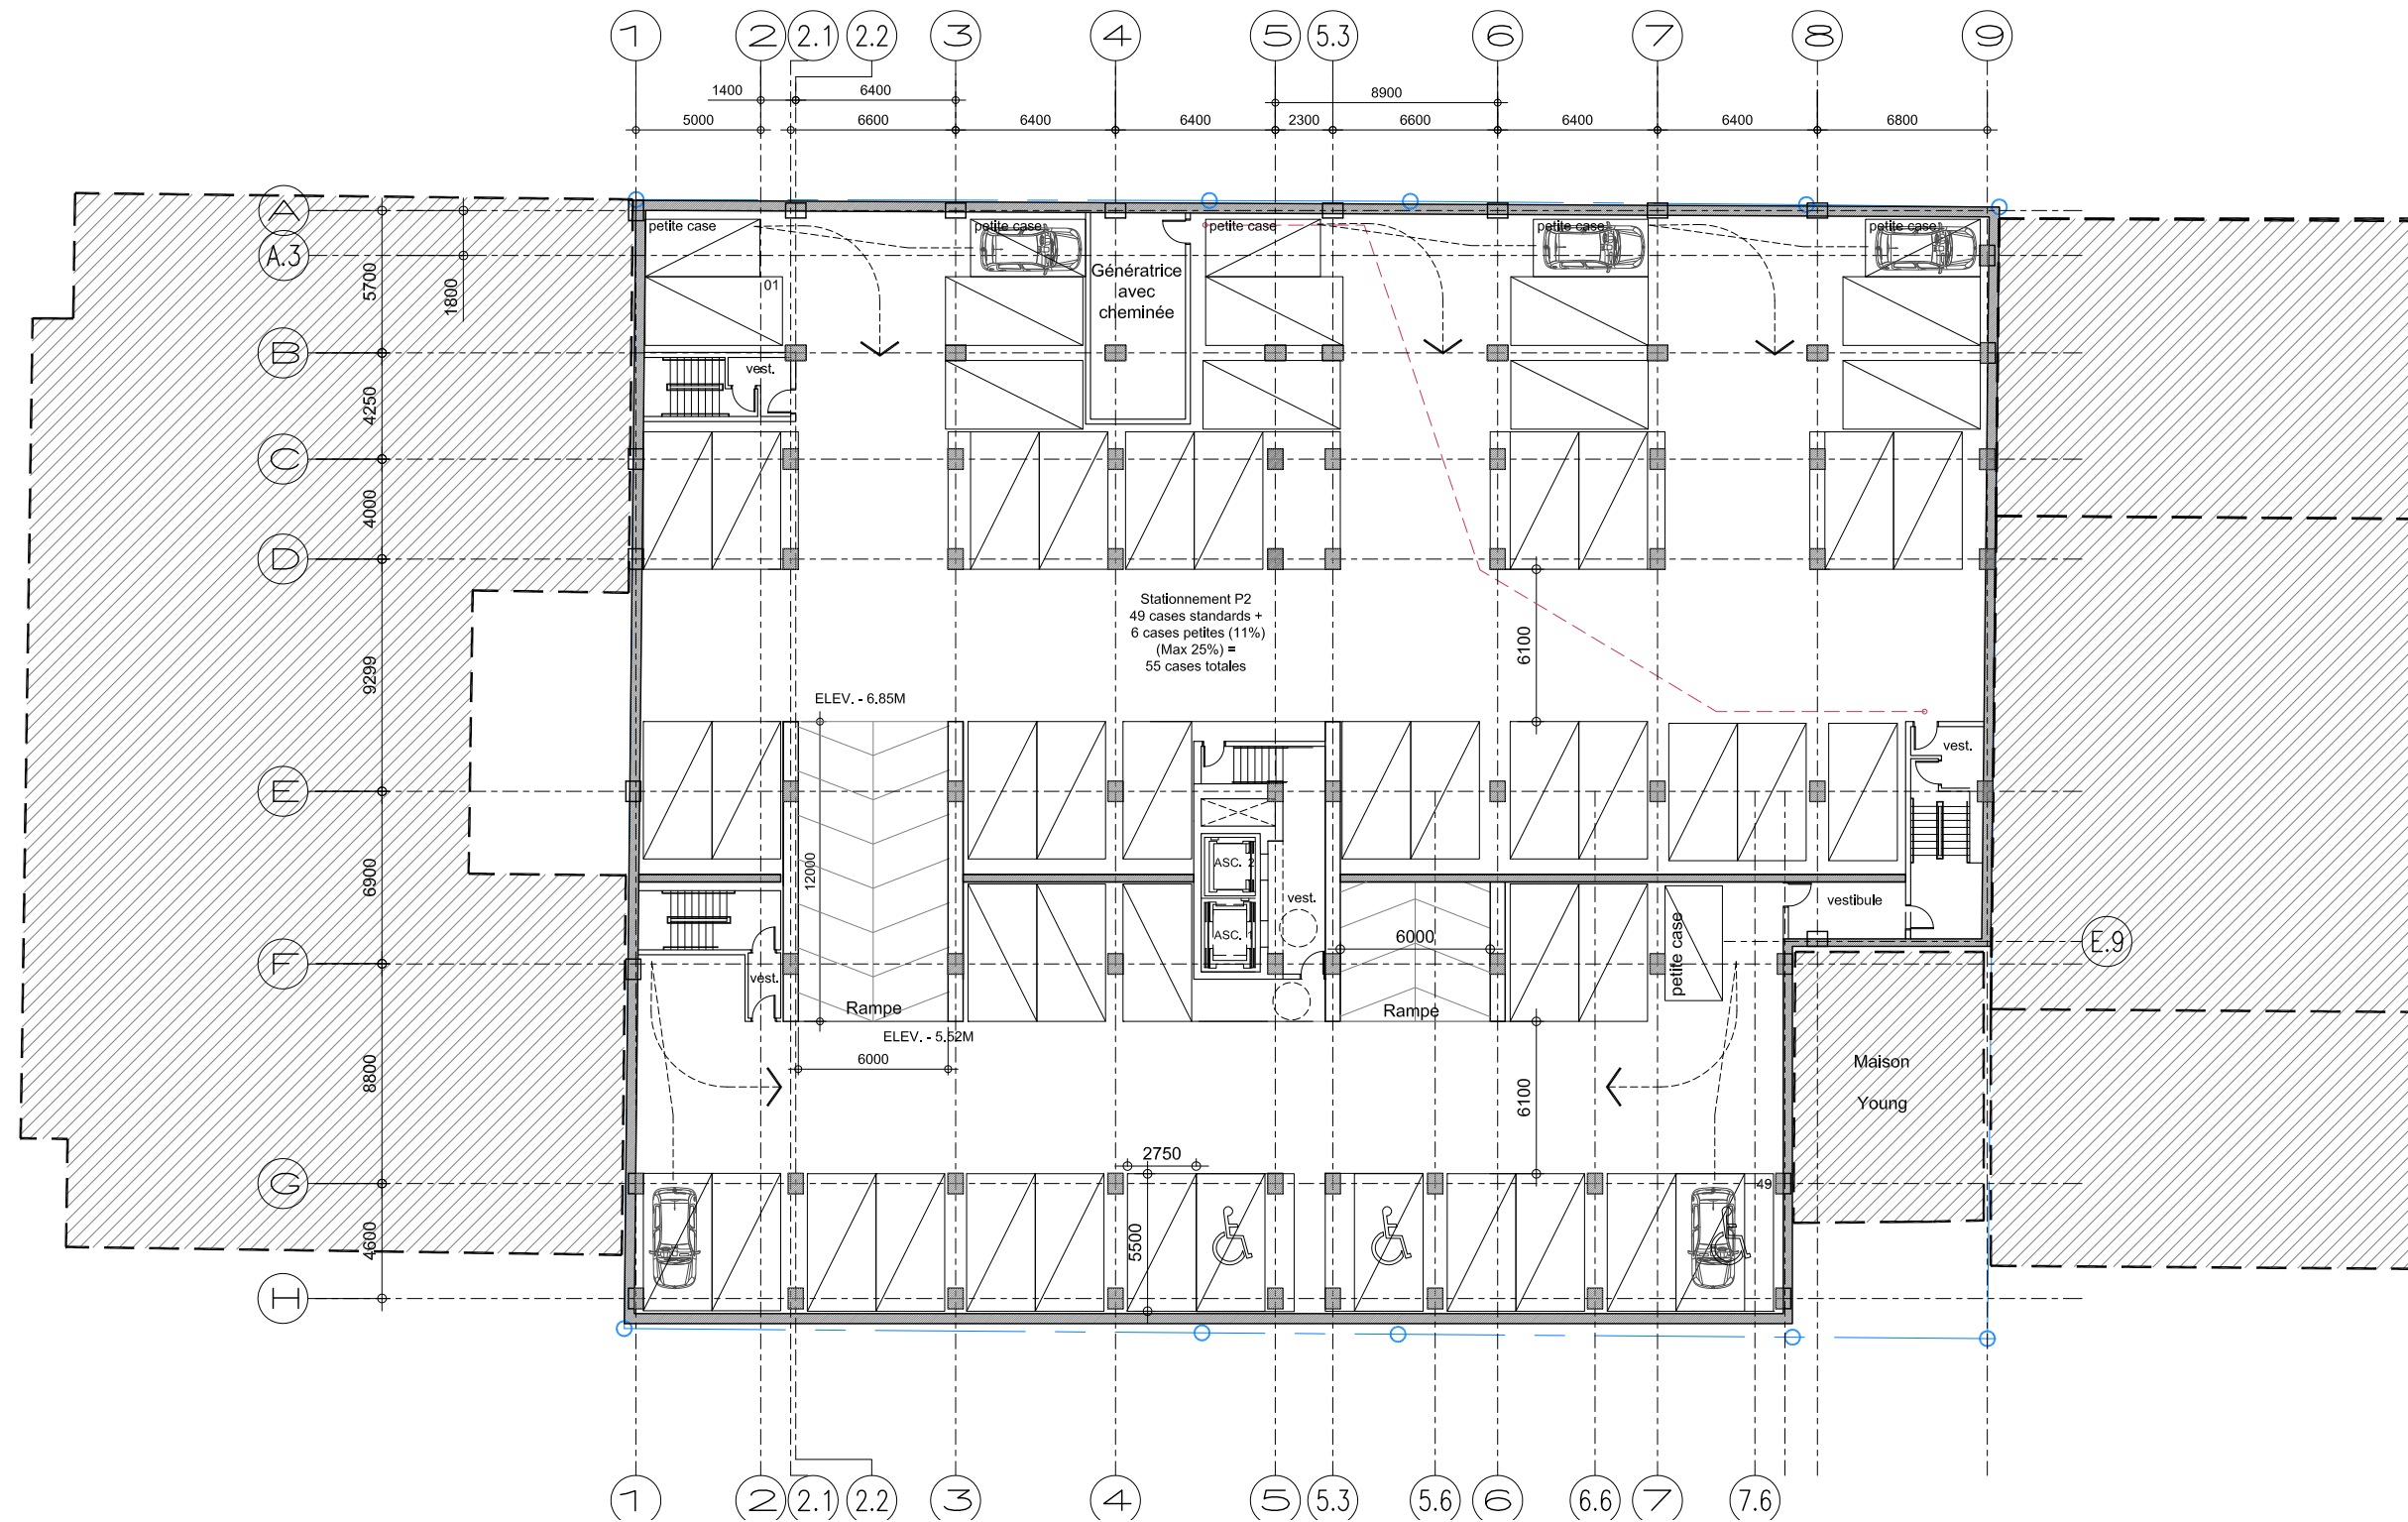 1 2 2.1 2.2 3 4 5 5.3 6 7 8 9
1400 6400 8900
5000 6600 6400 6400 2300 6600 6400 6400 6800
A
A.3
B
C
D
E
F
G
H
E.9
5700
1800
4250
4000
9299
6900
8800
4600
petite case
petite case
petite case
petite case
petite case
01
Génératrice
avec
cheminée
vest.
Stationnement P2
49 cases standards +
6 cases petites (11%)
(Max 25%) =
55 cases totales
6100
ELEV. - 6.85M
12000
Rampe
ELEV. - 5.52M
6000
ASC. 2
ASC. 1
vest.
vest.
vest.
vestibule
6000
Rampe
petite case
6100
Maison
Young
2750
5500
49
1 2 2.1 2.2 3 4 5 5.3 5.6 6 6.6 7 7.6